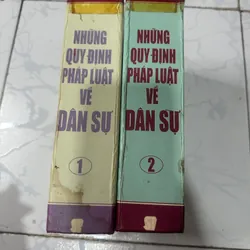 NHỮNG
QUY ĐỊNH
PHÁP LUẬT
VỀ
DÂN SỰ
1
NHỮNG
QUY ĐỊNH
PHÁP LUẬT
VỀ
DÂN SỰ
2